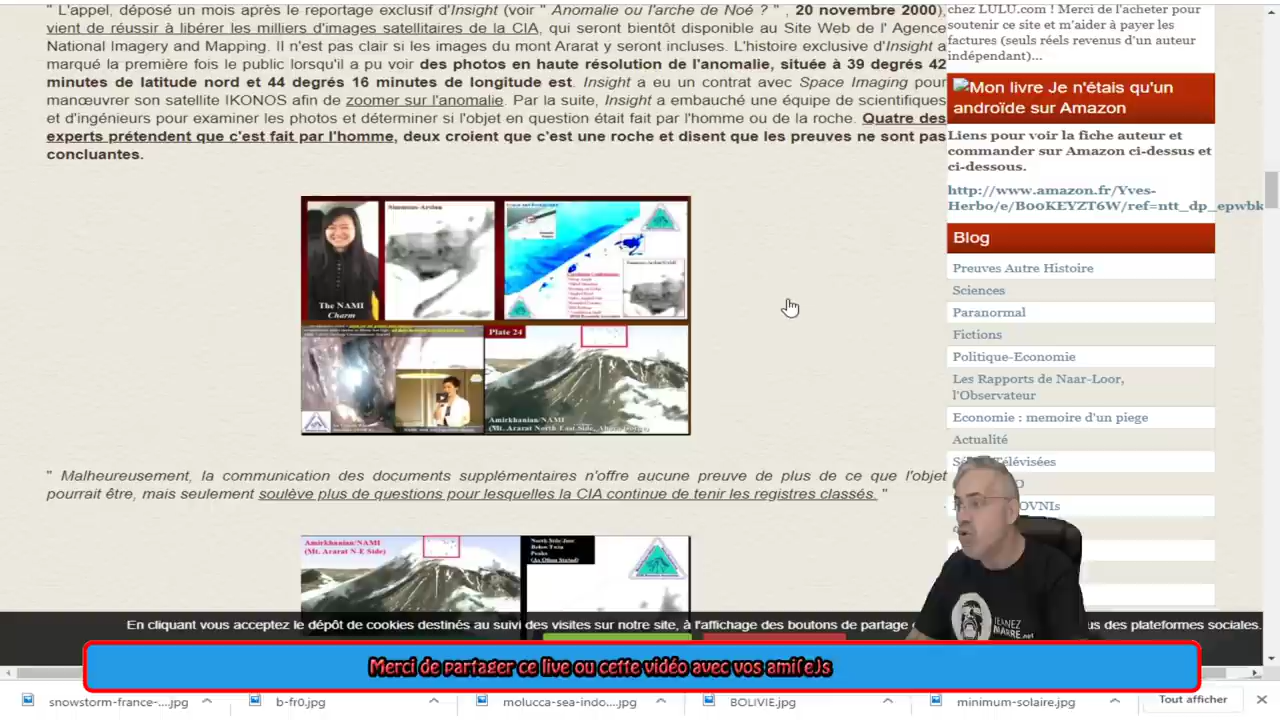 " L'appel, déposé un mois après le reportage exclusif d'Insight (voir " Anomalie ou l'arche de Noé ? " , 20 novembre 2000),
vient de réussir à libérer les milliers d'images satellitaires de la CIA, qui seront bientôt disponible au Site Web de l' Agence
National Imagery and Mapping. Il n'est pas clair si les images du mont Ararat y seront incluses. L'histoire exclusive d'Insight a
marqué la première fois le public lorsqu'il a pu voir des photos en haute résolution de l'anomalie, située à 39 degrés 42
minutes de latitude nord et 44 degrés 16 minutes de longitude est. Insight a eu un contrat avec Space Imaging pour
manœuvrer son satellite IKONOS afin de zoomer sur l'anomalie. Par la suite, Insight a embauché une équipe de scientifiques
et d'ingénieurs pour examiner les photos et déterminer si l'objet en question était fait par l'homme ou de la roche. Quatre des
experts prétendent que c'est fait par l'homme, deux croient que c'est une roche et disent que les preuves ne sont pas
concluantes.
The NAMI
Charm
Plate 24
Amirkhanian/NAMI
" Malheureusement, la communication des documents supplémentaires n'offre aucune preuve de plus de ce que l'objet
pourrait être, mais seulement soulève plus de questions pour lesquelles la CIA continue de tenir les registres classés. "
Amirkhanian/NAMI
(Mt. Ararat N-E Side)
North Side Just
Below Twin
Peaks
chez LULU.com ! Merci de l'acheter pour
soutenir ce site et m'aider à payer les
factures (seuls réels revenus d'un auteur
indépendant)...
Mon livre Je n'étais qu'un
androïde sur Amazon
Liens pour voir la fiche auteur et
commander sur Amazon ci-dessus et
ci-dessous.
http://www.amazon.fr/Yves-
Herbo/e/B00KEYZT6W/ref=ntt_dp_epwbk
Blog
Preuves Autre Histoire
Sciences
Paranormal
Fictions
Politique-Economie
Les Rapports de Naar-Loor,
l'Observateur
Economie : memoire d'un piege
Actualité
Télévisées
OVNIs
En cliquant vous acceptez le dépôt de cookies destinés au suivi des visites sur notre site, à l'affichage des boutons de partage
us des plateformes sociales.
Merci de partager ce live ou cette vidéo avec vos ami(e)s
snowstorm-france-....jpg
b-fr0.jpg
molucca-sea-indo....jpg
BOLIVIE.jpg
minimum-solaire.jpg
Tout afficher